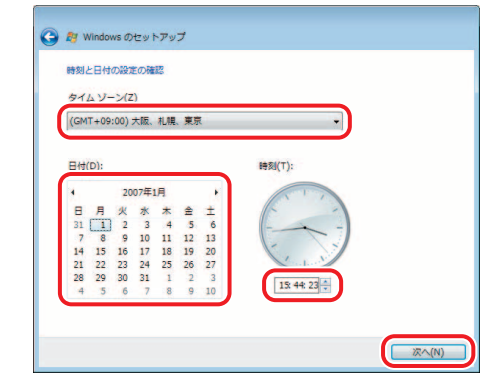 Windows のセットアップ
時刻と日付の設定の確認
タイム ゾーン(Z)
(GMT+09:00) 大阪、札幌、東京
日付(D):
時刻(T):
2007年1月
日 月 火 水 木 金 土
31 1 2 3 4 5 6
7 8 9 10 11 12 13
14 15 16 17 18 19 20
21 22 23 24 25 26 27
28 29 30 31 1 2 3
4 5 6 7 8 9 10
15:44:23
次へ(N)